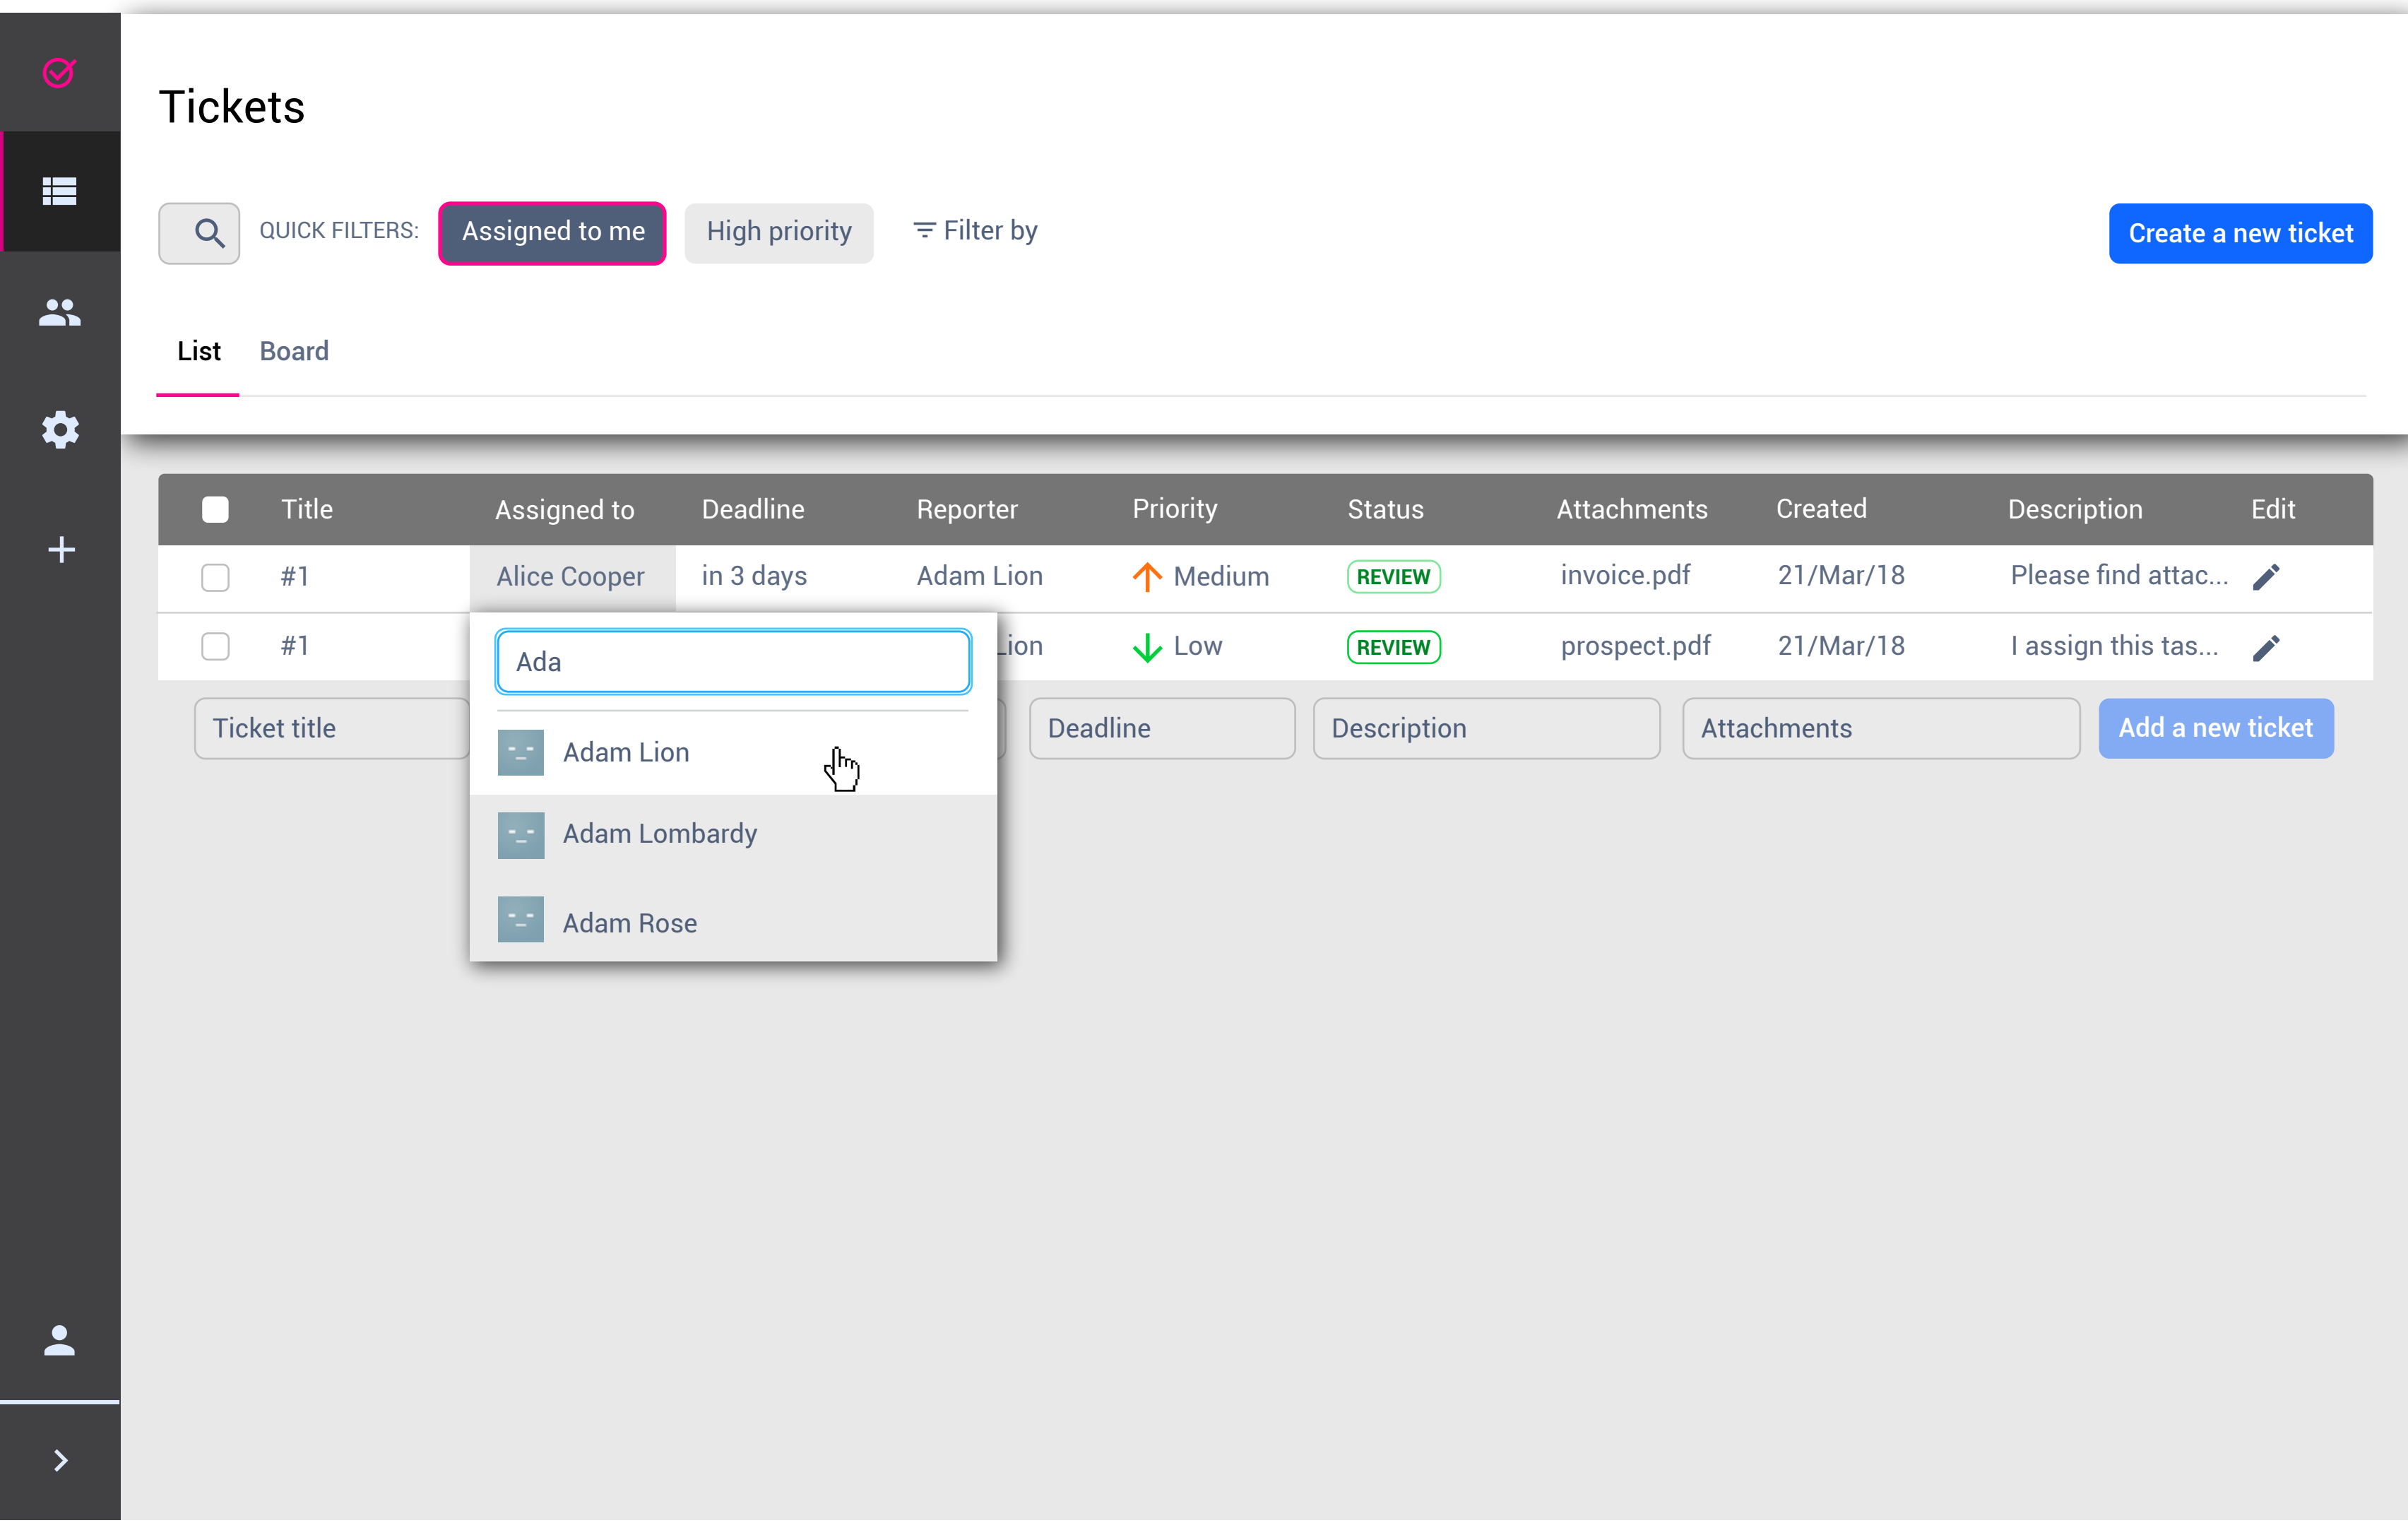 Tickets
QUICK FILTERS: Assigned to me High priority Filter by Create a new ticket
List Board
Title Assigned to Deadline Reporter Priority Status Attachments Created Description Edit
#1 Alice Cooper in 3 days Adam Lion Medium REVIEW invoice.pdf 21/Mar/18 Please find attac...
#1 Lion Low REVIEW prospect.pdf 21/Mar/18 I assign this tas...
Ada
Ticket title Deadline Description Attachments Add a new ticket
Adam Lion
Adam Lombardy
Adam Rose